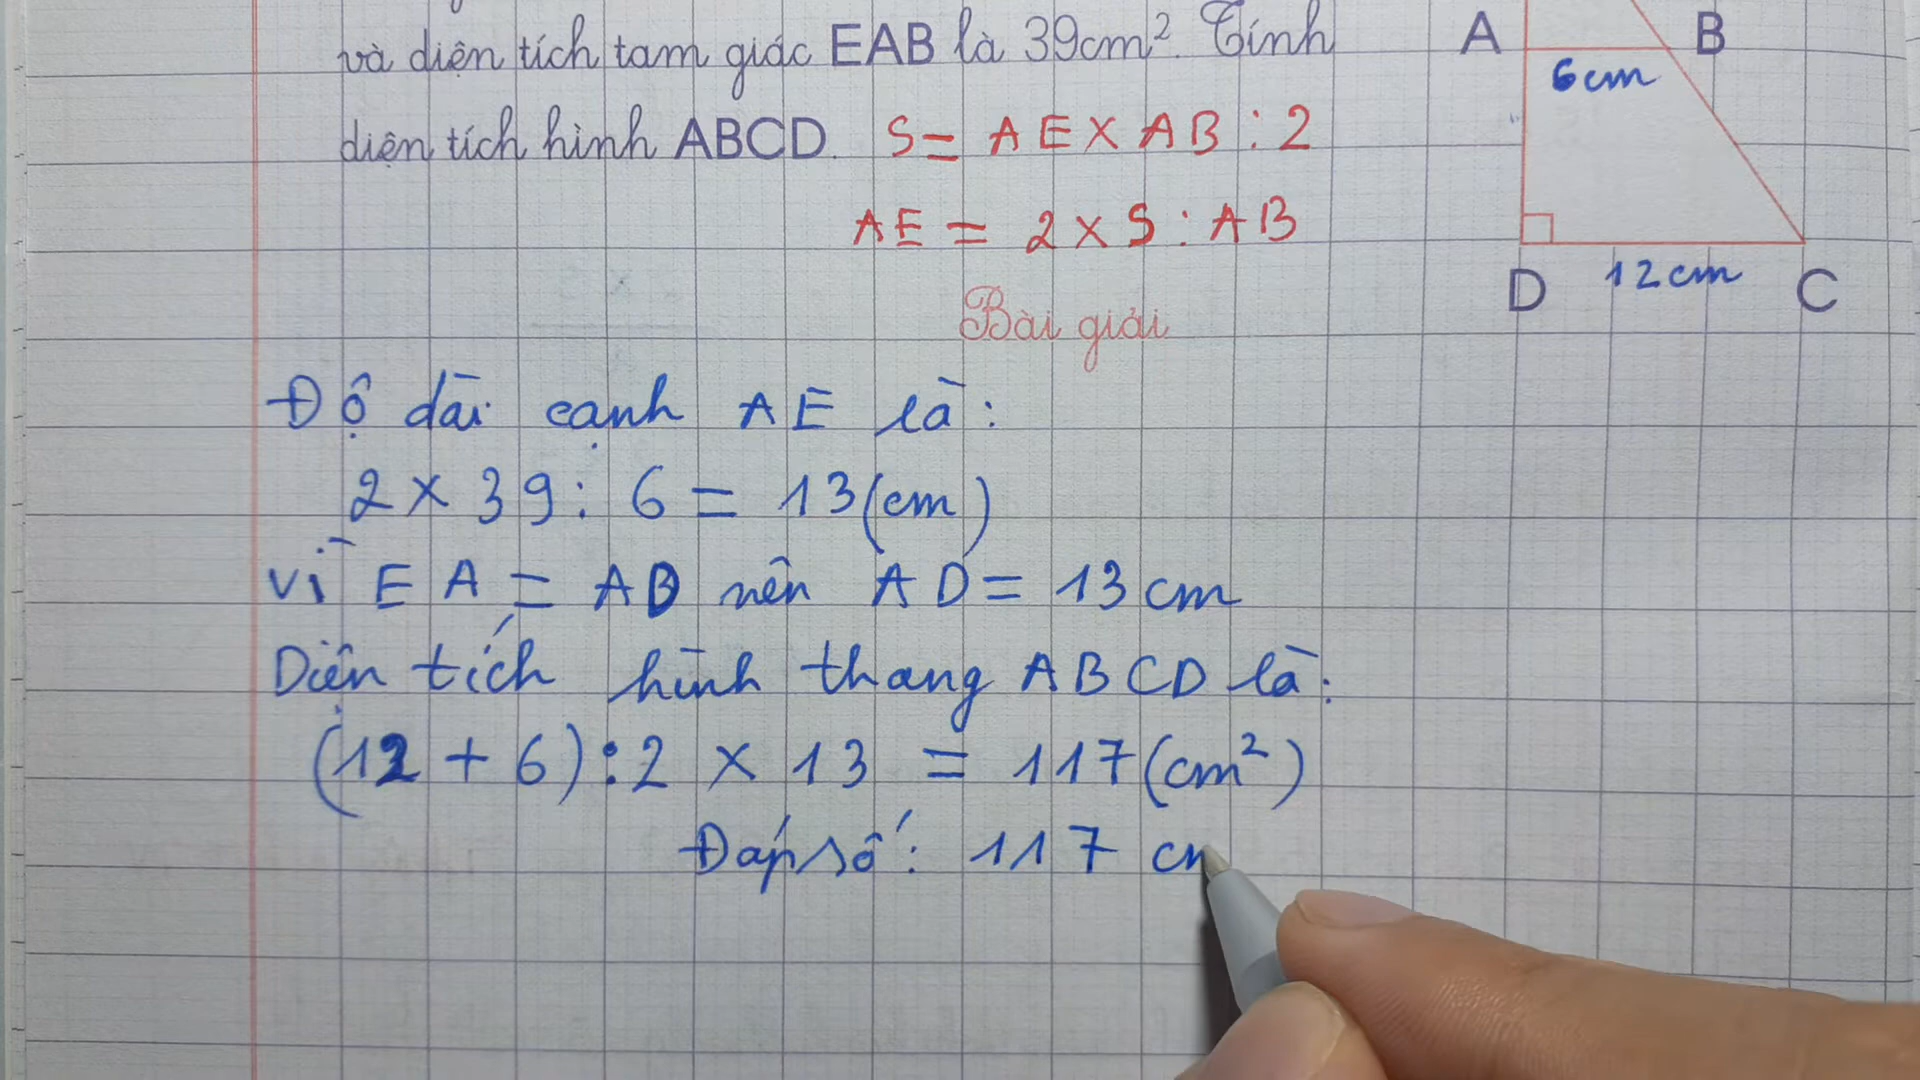 và diện tích tam giác EAB là 39cm². Tính
diện tích hình ABCD.
S = AE X AB : 2
AE = 2 x S : AB
A
B
6cm
D
12cm
C
Bài giải
Độ dài cạnh AE là:
2 x 39 : 6 = 13 (cm)
Vì EA = AD nên AD = 13 cm
Diện tích hình thang ABCD là:
(12 + 6) : 2 x 13 = 117 (cm²)
Đáp số: 117 cm